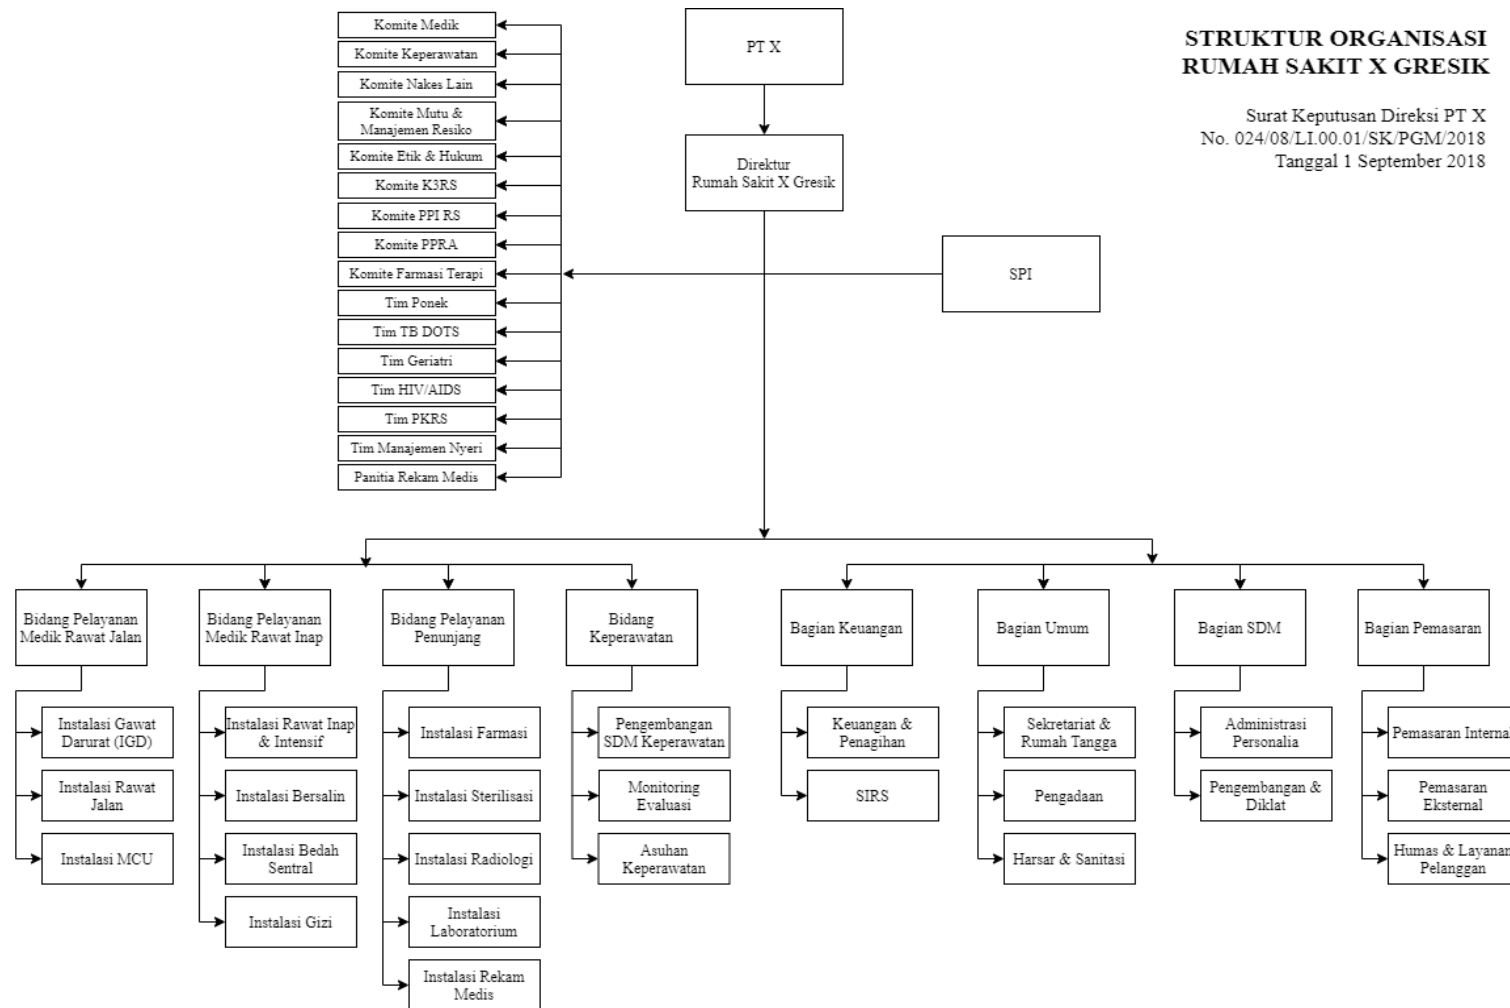 STRUKTUR ORGANISASI
RUMAH SAKIT X GRESIK
Surat Keputusan Direksi PT X
No. 024/08/LI.00.01/SK/PGM/2018
Tanggal 1 September 2018
PT X
Direktur
Rumah Sakit X Gresik
SPI
Komite Medik
Komite Keperawatan
Komite Nakes Lain
Komite Mutu &
Manajemen Resiko
Komite Etik & Hukum
Komite K3RS
Komite PPI RS
Komite PPRA
Komite Farmasi Terapi
Tim Ponek
Tim TB DOTS
Tim Geriatri
Tim HIV/AIDS
Tim PKRS
Tim Manajemen Nyeri
Panitia Rekam Medis
Bidang Pelayanan
Medik Rawat Jalan
Instalasi Gawat
Darurat (IGD)
Instalasi Rawat
Jalan
Instalasi MCU
Bidang Pelayanan
Medik Rawat Inap
Instalasi Rawat Inap
& Intensif
Instalasi Bersalin
Instalasi Bedah
Sentral
Instalasi Gizi
Bidang Pelayanan
Penunjang
Instalasi Farmasi
Instalasi Sterilisasi
Instalasi Radiologi
Instalasi
Laboratorium
Instalasi Rekam
Medis
Bidang
Keperawatan
Pengembangan
SDM Keperawatan
Monitoring
Evaluasi
Asuhan
Keperawatan
Bagian Keuangan
Keuangan &
Penagihan
SIRS
Bagian Umum
Sekretariat &
Rumah Tangga
Pengadaan
Harsar & Sanitasi
Bagian SDM
Administrasi
Personalia
Pengembangan &
Diklat
Bagian Pemasaran
Pemasaran Internal
Pemasaran
Eksternal
Humas & Layanan
Pelanggan